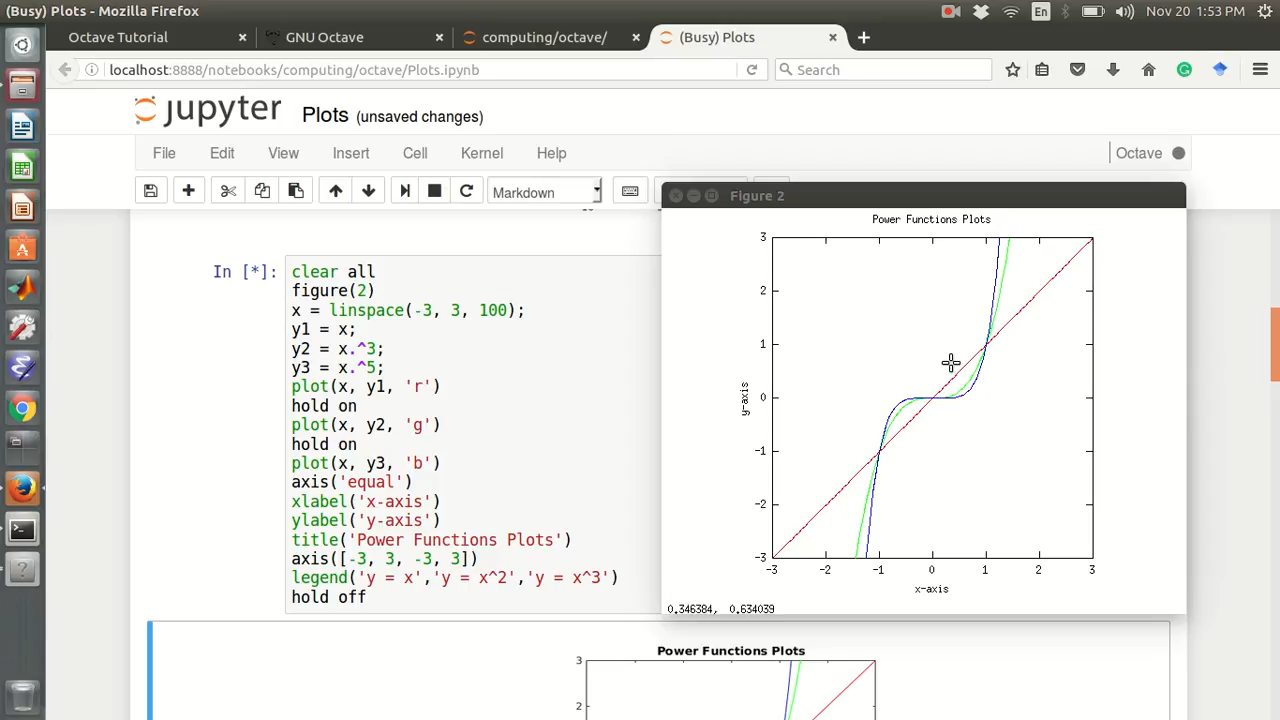 (Busy) Plots - Mozilla Firefox
En
Nov 20 1:53 PM
Octave Tutorial
GNU Octave
computing/octave/
(Busy) Plots
localhost:8888/notebooks/computing/octave/Plots.ipynb
Search
jupyter
Plots (unsaved changes)
File Edit View Insert Cell Kernel Help
Octave
Markdown
In [*]:
clear all
figure(2)
x = linspace(-3, 3, 100);
y1 = x;
y2 = x.^3;
y3 = x.^5;
plot(x, y1, 'r')
hold on
plot(x, y2, 'g')
hold on
plot(x, y3, 'b')
axis('equal')
xlabel('x-axis')
ylabel('y-axis')
title('Power Functions Plots')
axis([-3, 3, -3, 3])
legend('y = x','y = x^2','y = x^3')
hold off
Figure 2
Power Functions Plots
3
2
1
0
-1
-2
-3
y-axis
-3 -2 -1 0 1 2 3
x-axis
0.346384, 0.634039
Power Functions Plots
3
2